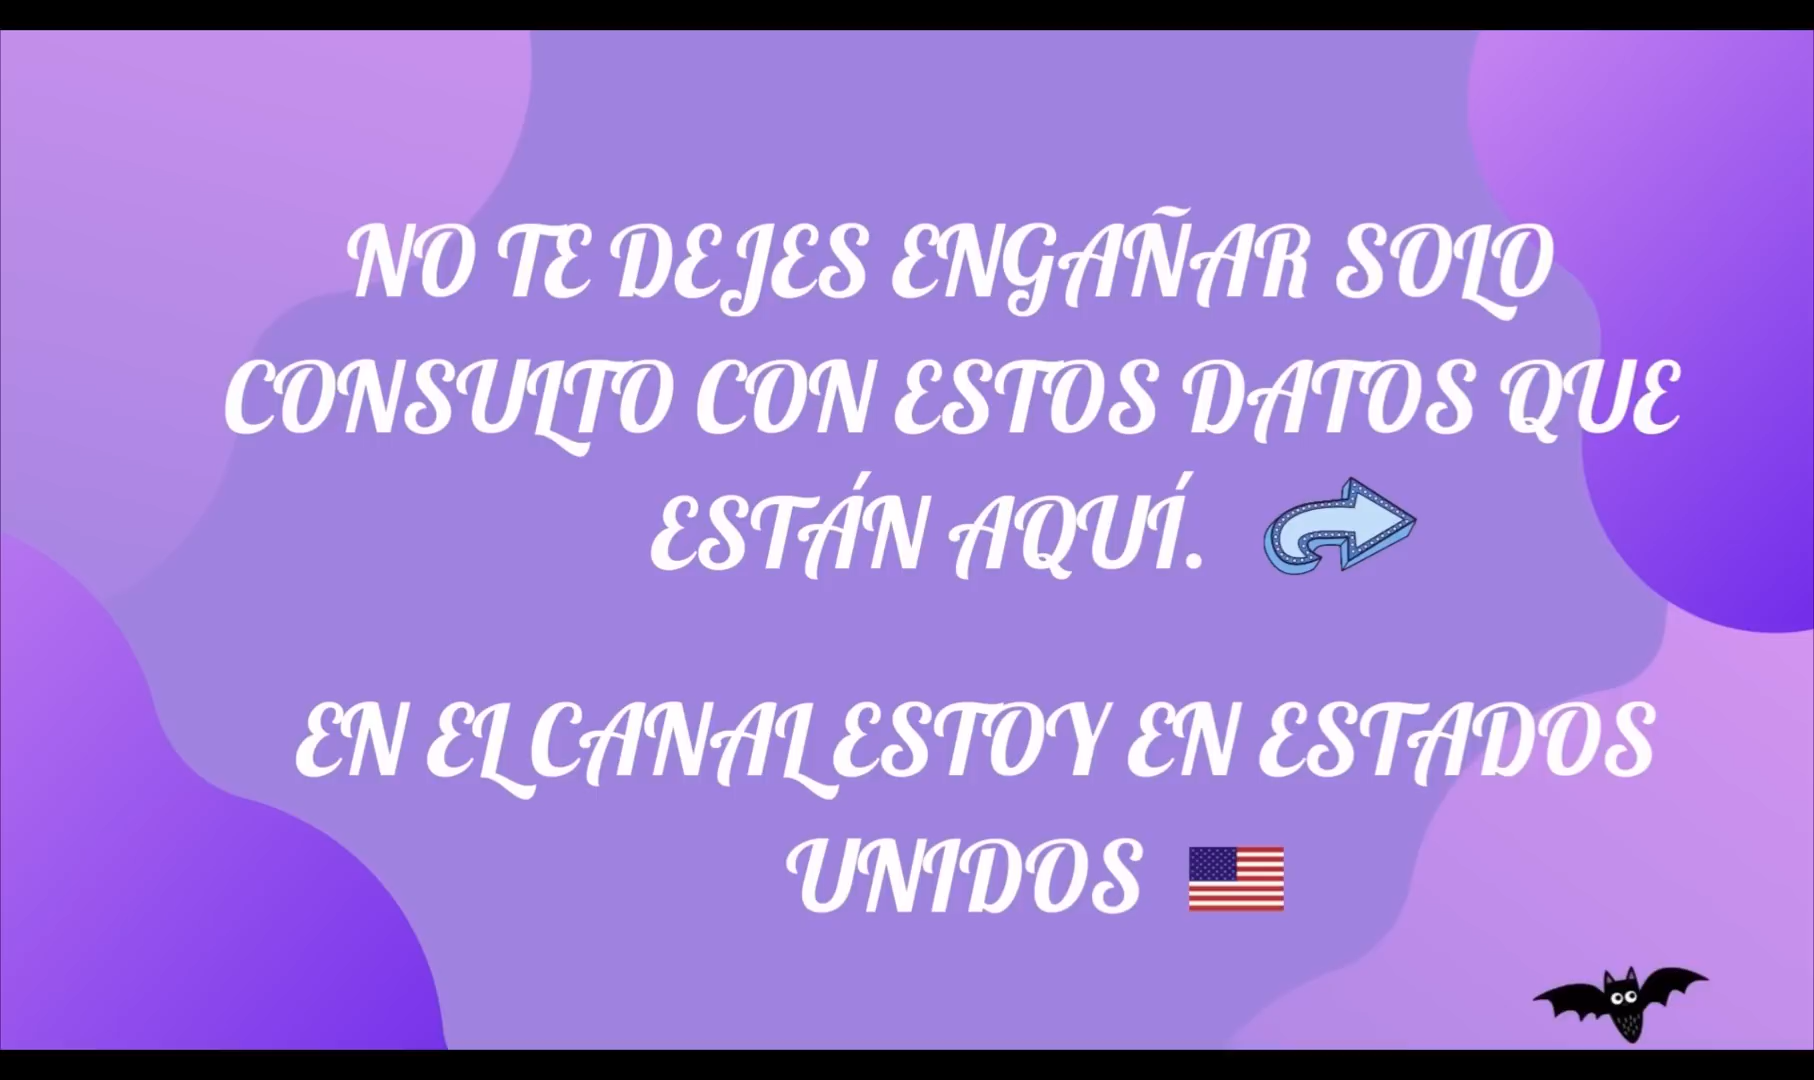 NO TE DEJES ENGAÑAR SOLO
CONSULTO CON ESTOS DATOS QUE
ESTÁN AQUÍ.
EN EL CANAL ESTOY EN ESTADOS
UNIDOS